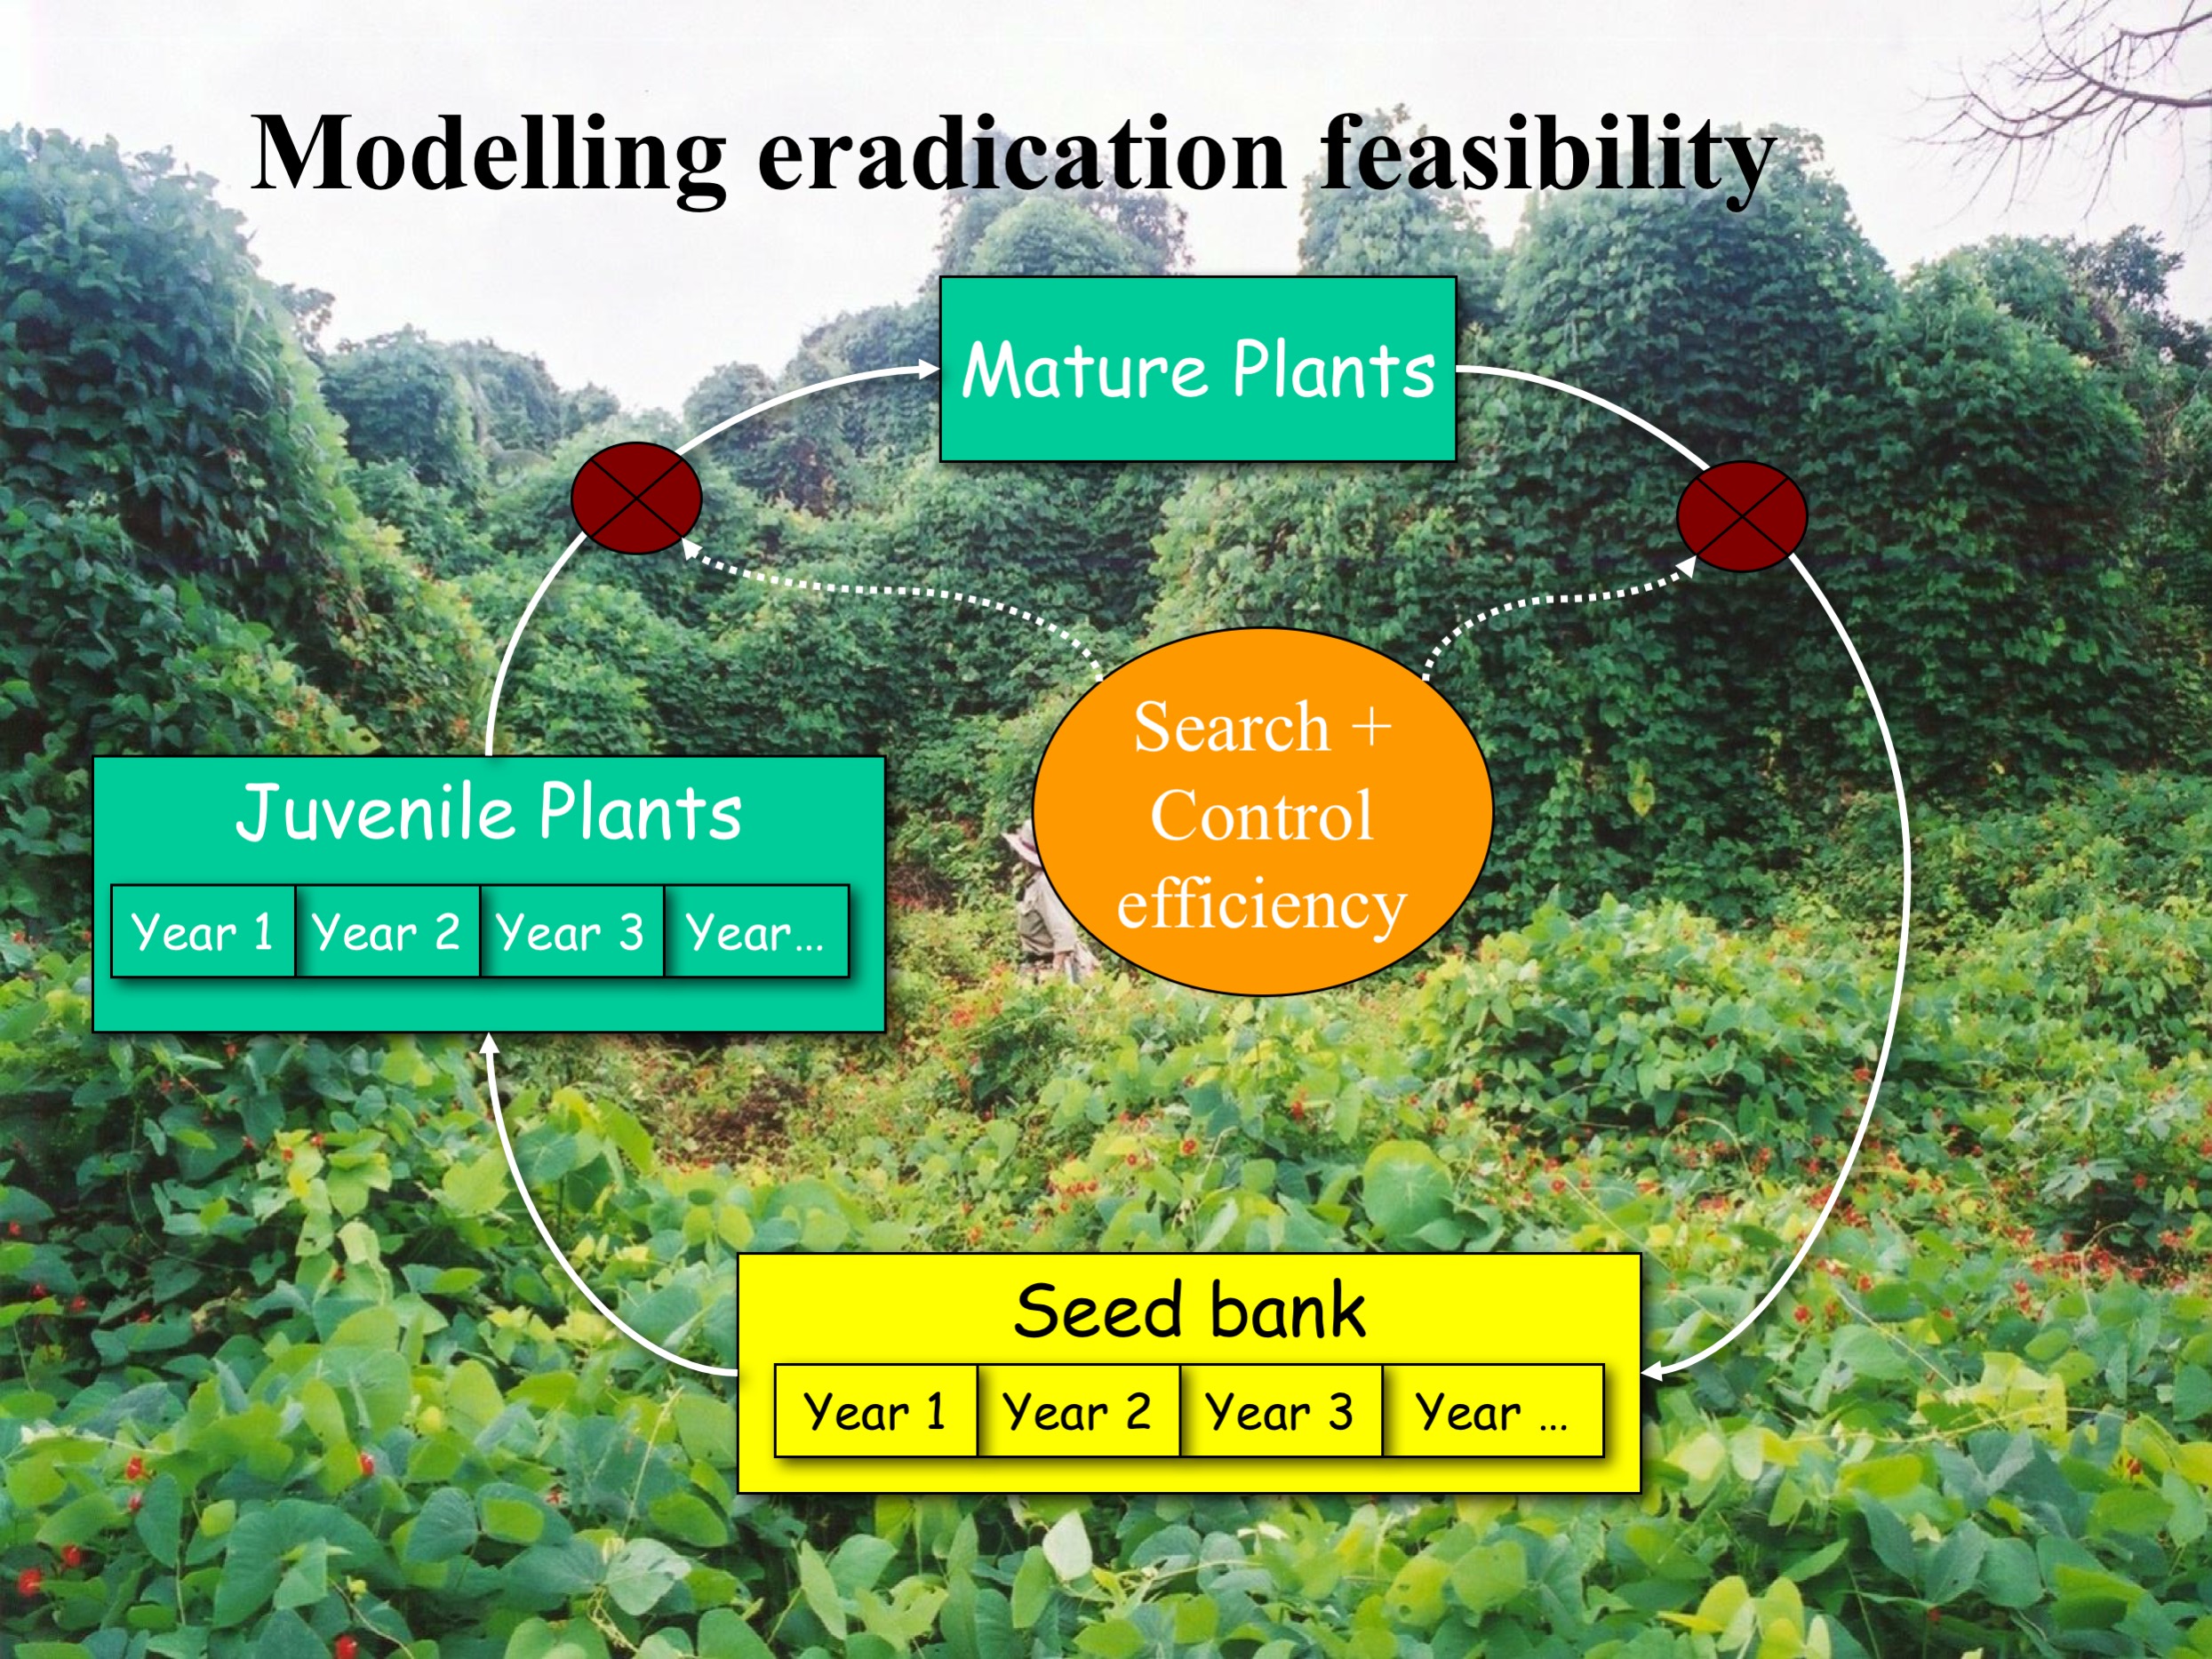 Modelling eradication feasibility
Mature Plants
Search +
Control
efficiency
Juvenile Plants
Year 1
Year 2
Year 3
Year...
Seed bank
Year 1
Year 2
Year 3
Year ...